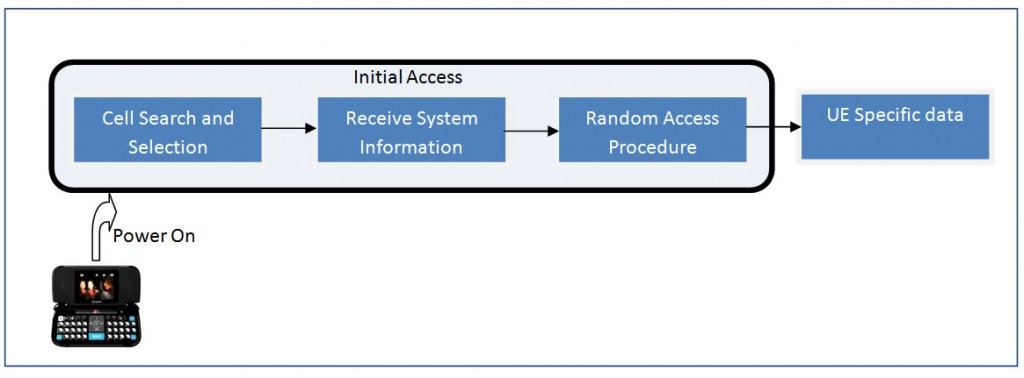 Initial Access
Cell Search and
Selection
Receive System
Information
Random Access
Procedure
UE Specific data
Power On